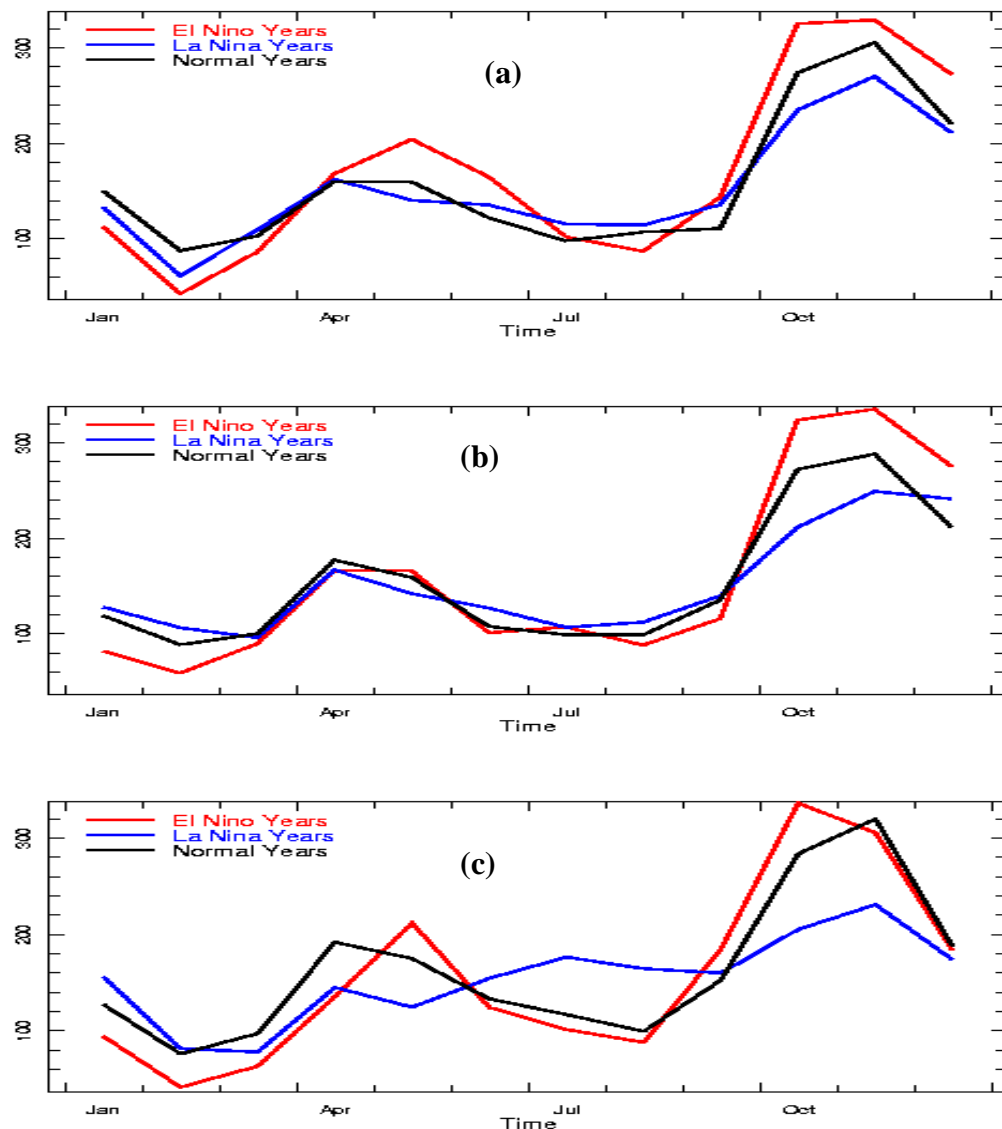 El Nino Years
La Nina Years
Normal Years
(a)
300
200
100
Jan Apr Jul Oct
Time
El Nino Years
La Nina Years
Normal Years
(b)
300
200
100
Jan Apr Jul Oct
Time
El Nino Years
La Nina Years
Normal Years
(c)
300
200
100
Jan Apr Jul Oct
Time